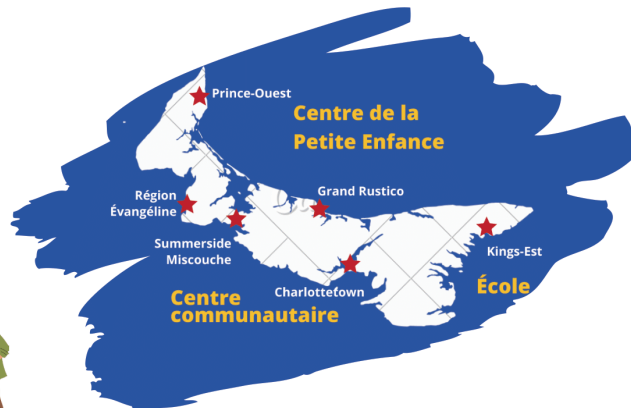 Prince-Ouest
Centre de la
Petite Enfance
Région
Évangéline
Grand Rustico
Summerside
Miscouche
Kings-Est
Charlottetown
École
Centre
communautaire